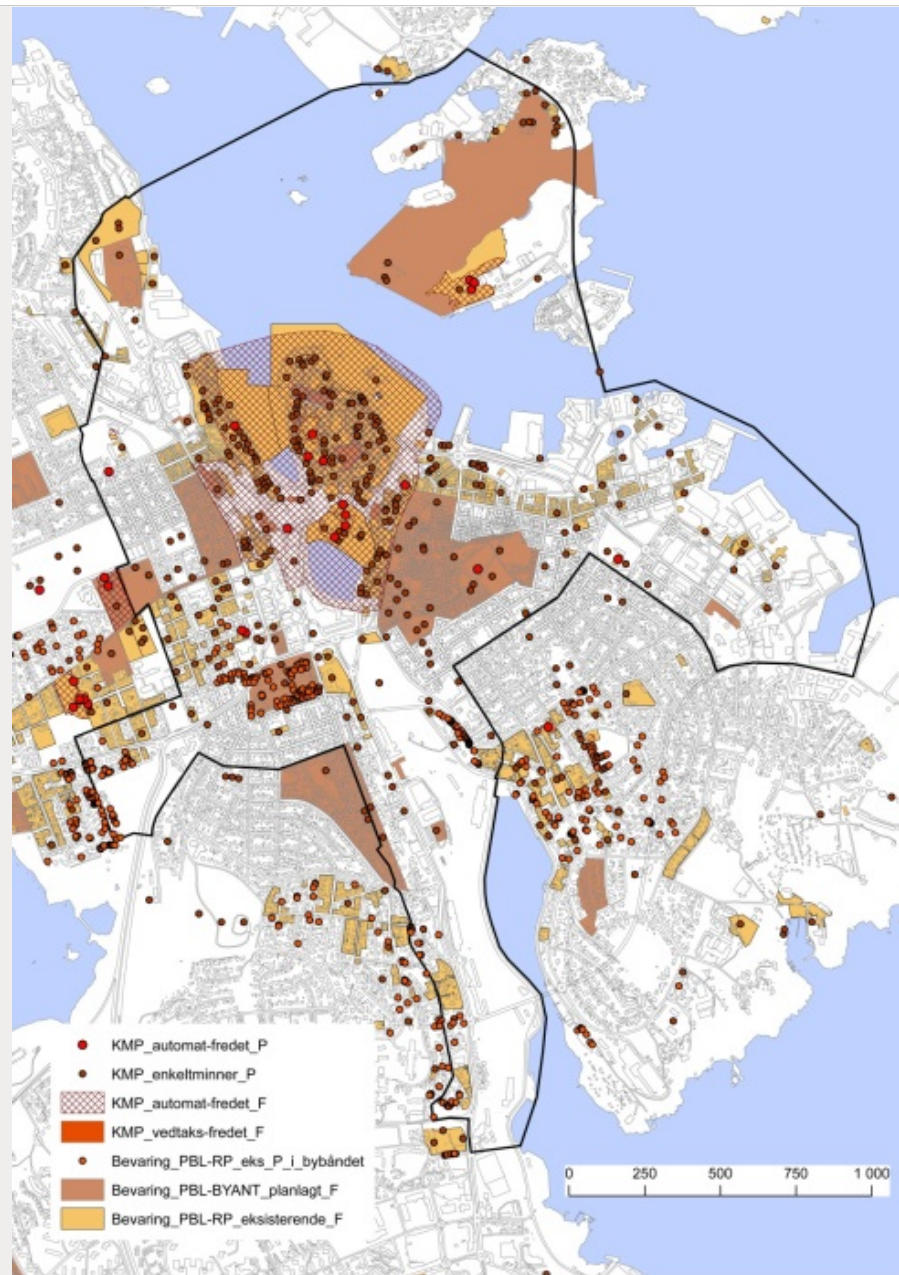 KMP_automat-fredet_P
KMP_enkeltminner_P
KMP_automat-fredet_F
KMP_vedtaks-fredet_F
Bevaring_PBL-RP_eks_P_i_bybåndet
Bevaring_PBL-BYANT_planlagt_F
Bevaring_PBL-RP_eksisterende_F
0 250 500 750 1 000